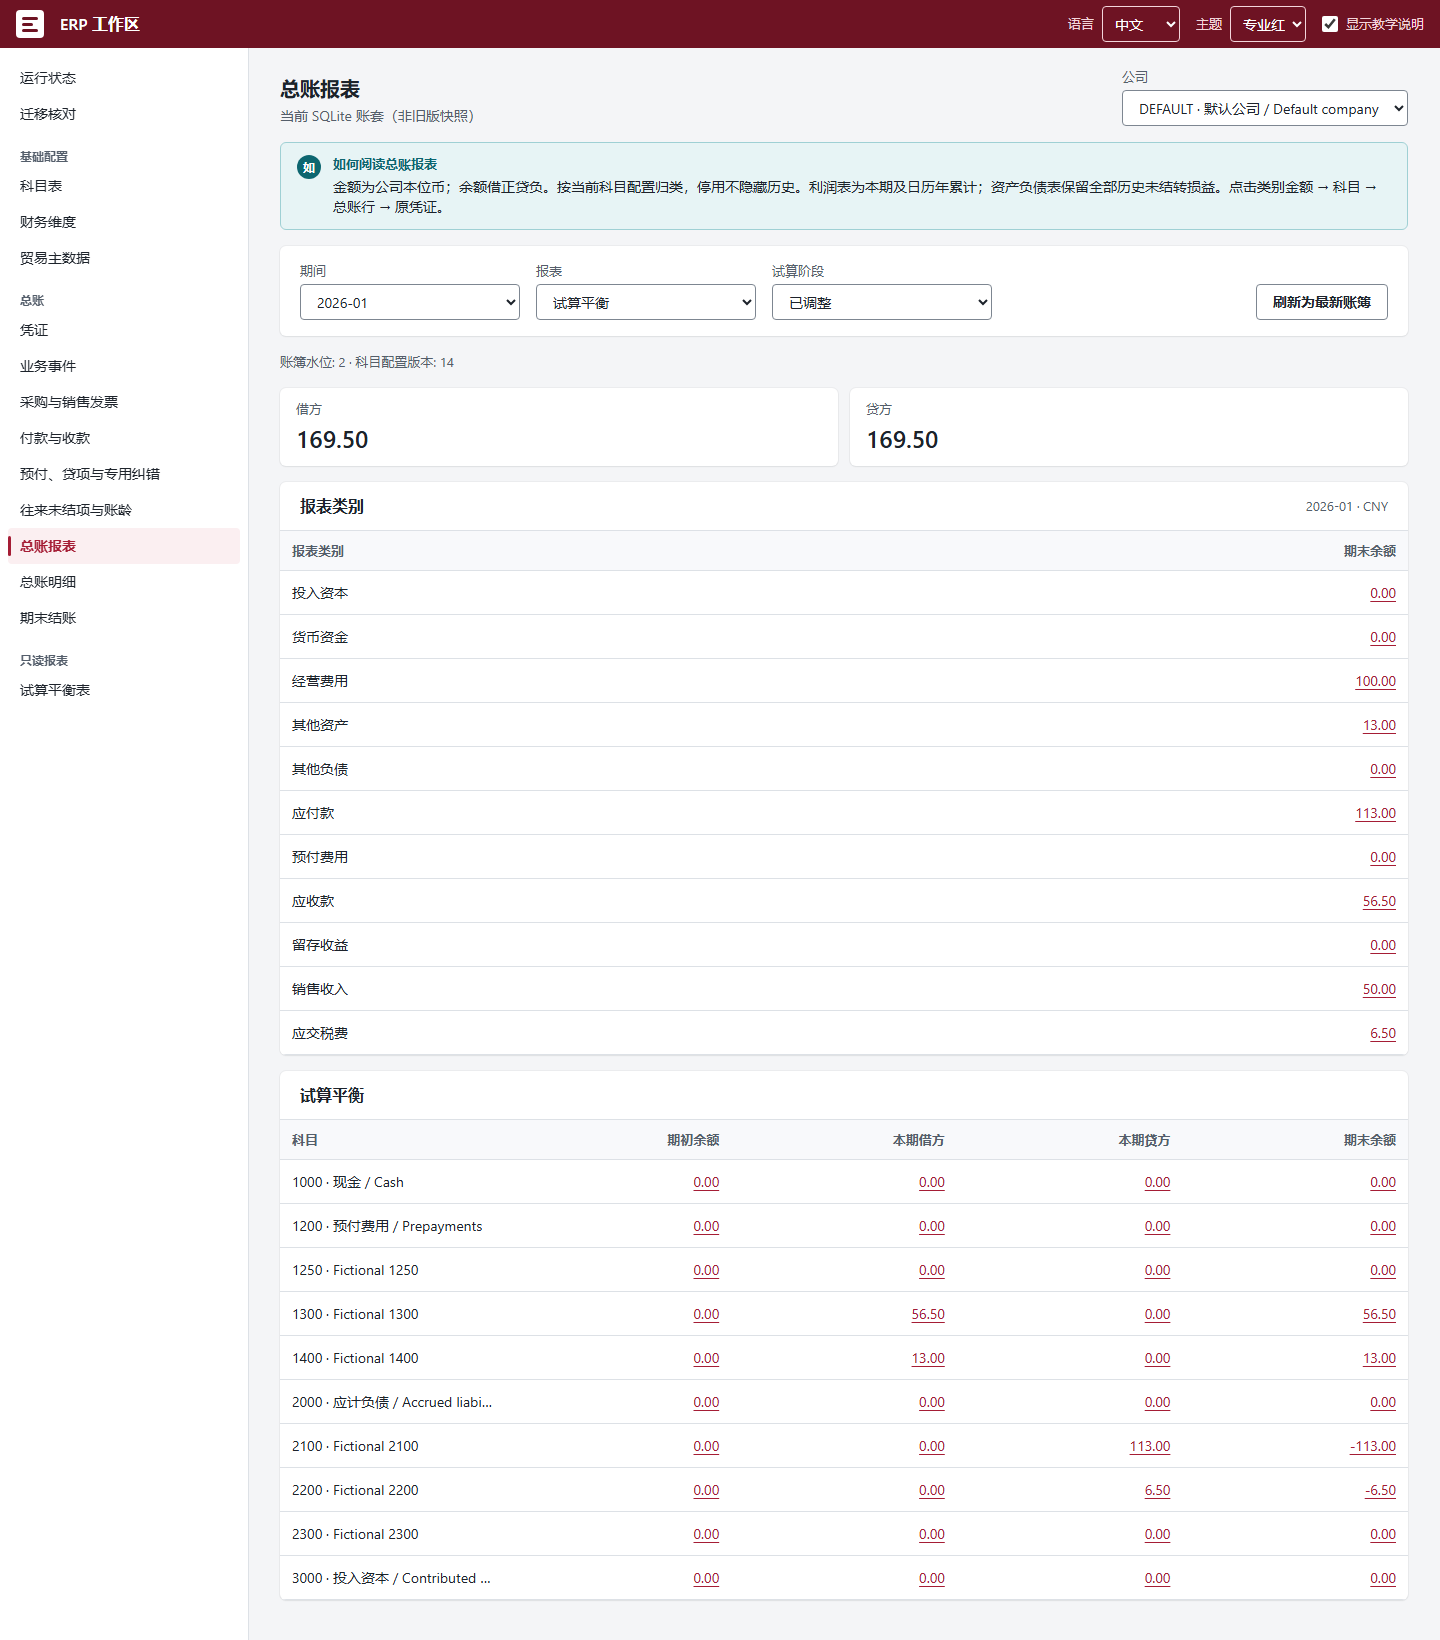 ERP 工作区
语言 中文 主题 专业红 显示教学说明
运行状态
迁移核对
基础配置
科目表
财务维度
贸易主数据
总账
凭证
业务事件
采购与销售发票
付款与收款
预付、贷项与专用纠错
往来未结项与账龄
总账报表
总账明细
期末结账
只读报表
试算平衡表
总账报表
当前 SQLite 账套（非旧版快照）
公司
DEFAULT · 默认公司 / Default company
如
如何阅读总账报表
金额为公司本位币；余额借正贷负。按当前科目配置归类，停用不隐藏历史。利润表为本期及日历年累计；资产负债表保留全部历史未结转损益。点击类别金额 → 科目 →
总账行 → 原凭证。
期间 报表 试算阶段
2026-01 试算平衡 已调整 刷新为最新账簿
账簿水位: 2 · 科目配置版本: 14
借方
169.50
贷方
169.50
报表类别 2026-01 · CNY
报表类别 期末余额
投入资本 0.00
货币资金 0.00
经营费用 100.00
其他资产 13.00
其他负债 0.00
应付款 113.00
预付费用 0.00
应收款 56.50
留存收益 0.00
销售收入 50.00
应交税费 6.50
试算平衡
科目 期初余额 本期借方 本期贷方 期末余额
1000 · 现金 / Cash 0.00 0.00 0.00 0.00
1200 · 预付费用 / Prepayments 0.00 0.00 0.00 0.00
1250 · Fictional 1250 0.00 0.00 0.00 0.00
1300 · Fictional 1300 0.00 56.50 0.00 56.50
1400 · Fictional 1400 0.00 13.00 0.00 13.00
2000 · 应计负债 / Accrued liabi... 0.00 0.00 0.00 0.00
2100 · Fictional 2100 0.00 0.00 113.00 -113.00
2200 · Fictional 2200 0.00 0.00 6.50 -6.50
2300 · Fictional 2300 0.00 0.00 0.00 0.00
3000 · 投入资本 / Contributed ... 0.00 0.00 0.00 0.00